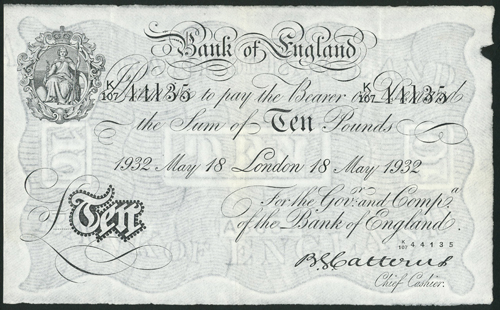 Bank of England
I Promise to pay the Bearer on Demand
K/107 44135 K/107 44135
the Sum of Ten Pounds
1932 May 18 London 18 May 1932
For the Govr. and Compa.
of the Bank of England.
£Ten
K/107 44135
B.G. Catterns
Chief Cashier.